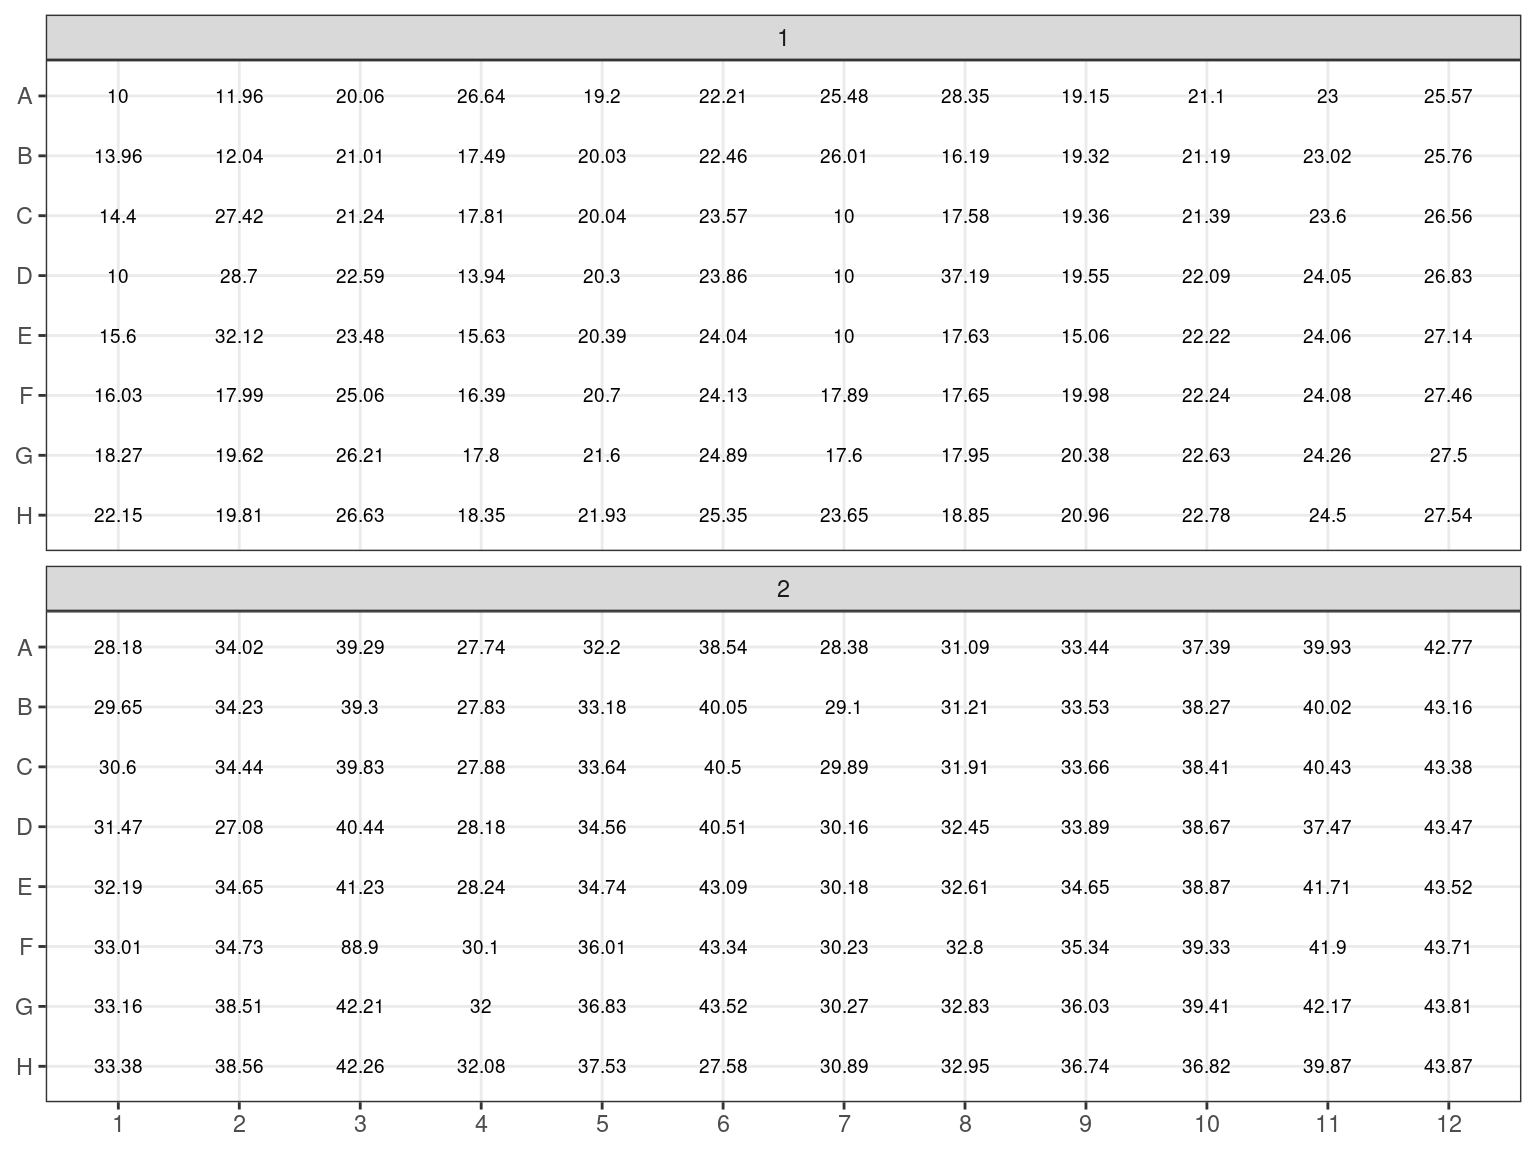 1
A 10 11.96 20.06 26.64 19.2 22.21 25.48 28.35 19.15 21.1 23 25.57
B 13.96 12.04 21.01 17.49 20.03 22.46 26.01 16.19 19.32 21.19 23.02 25.76
C 14.4 27.42 21.24 17.81 20.04 23.57 10 17.58 19.36 21.39 23.6 26.56
D 10 28.7 22.59 13.94 20.3 23.86 10 37.19 19.55 22.09 24.05 26.83
E 15.6 32.12 23.48 15.63 20.39 24.04 10 17.63 15.06 22.22 24.06 27.14
F 16.03 17.99 25.06 16.39 20.7 24.13 17.89 17.65 19.98 22.24 24.08 27.46
G 18.27 19.62 26.21 17.8 21.6 24.89 17.6 17.95 20.38 22.63 24.26 27.5
H 22.15 19.81 26.63 18.35 21.93 25.35 23.65 18.85 20.96 22.78 24.5 27.54
2
A 28.18 34.02 39.29 27.74 32.2 38.54 28.38 31.09 33.44 37.39 39.93 42.77
B 29.65 34.23 39.3 27.83 33.18 40.05 29.1 31.21 33.53 38.27 40.02 43.16
C 30.6 34.44 39.83 27.88 33.64 40.5 29.89 31.91 33.66 38.41 40.43 43.38
D 31.47 27.08 40.44 28.18 34.56 40.51 30.16 32.45 33.89 38.67 37.47 43.47
E 32.19 34.65 41.23 28.24 34.74 43.09 30.18 32.61 34.65 38.87 41.71 43.52
F 33.01 34.73 88.9 30.1 36.01 43.34 30.23 32.8 35.34 39.33 41.9 43.71
G 33.16 38.51 42.21 32 36.83 43.52 30.27 32.83 36.03 39.41 42.17 43.81
H 33.38 38.56 42.26 32.08 37.53 27.58 30.89 32.95 36.74 36.82 39.87 43.87
1 2 3 4 5 6 7 8 9 10 11 12